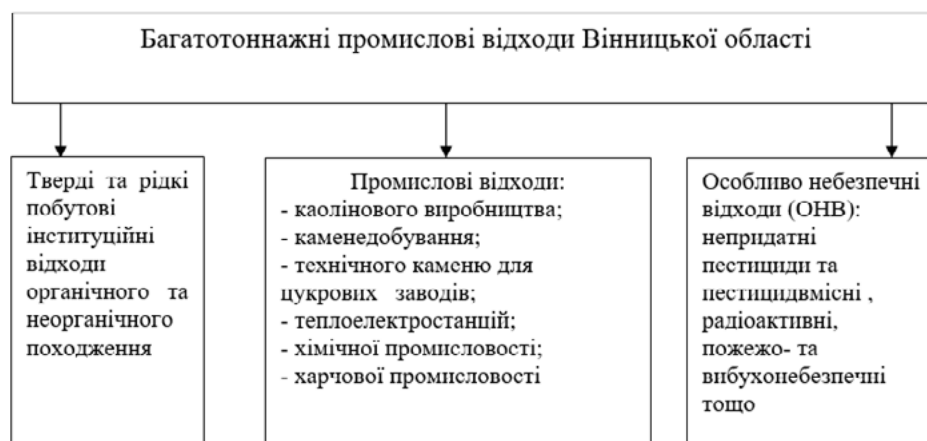 Багатотоннажні промислові відходи Вінницької області
Тверді та рідкі
побутові
інституційні
відходи
органічного та
неорганічного
походження
Промислові відходи:
- каолінового виробництва;
- каменедобування;
- технічного каменю для
цукрових заводів;
- теплоелектростанцій;
- хімічної промисловості;
- харчової промисловості
Особливо небезпечні
відходи (ОНВ):
непридатні
пестициди та
пестицидвмісні ,
радіоактивні,
пожежо- та
вибухонебезпечні
тощо